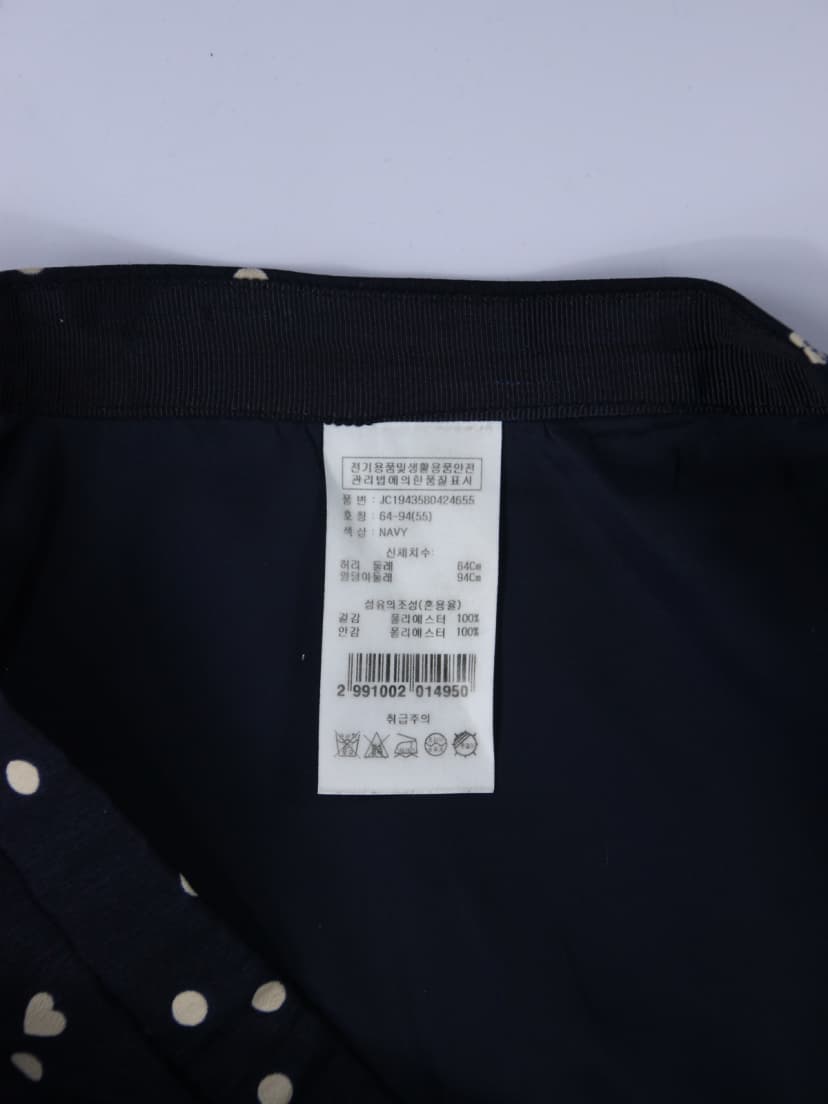 전기용품및생활용품안전
관리법에의한품질표시
품 번 : JC1943580424655
호 칭 : 64-94(55)
색 상 : NAVY
신체치수:
허리 둘레 64Cm
엉덩이둘레 94Cm
섬유의조성(혼용율)
겉감 폴리에스터 100%
안감 폴리에스터 100%
2 991002 014950
취급주의